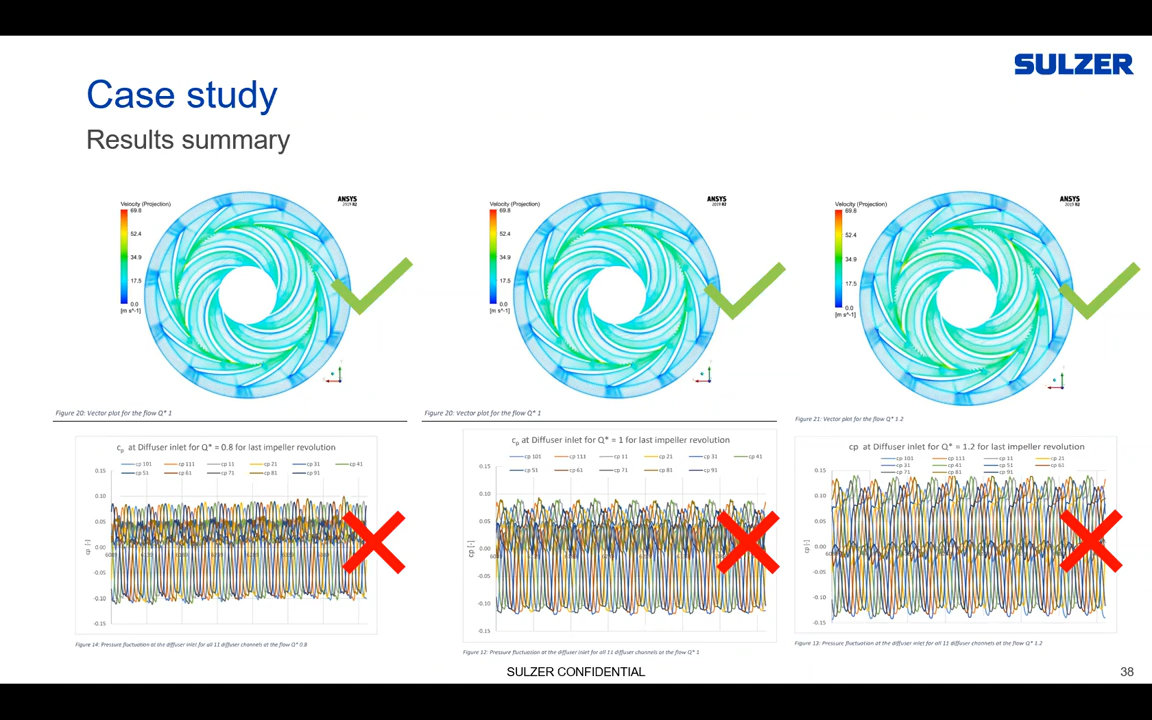 SULZER
Case study
Results summary
Velocity (Projection)
69.8
52.4
34.9
17.5
0.0
[m s^-1]
ANSYS
2019 R2
Velocity (Projection)
69.8
52.4
34.9
17.5
0.0
[m s^-1]
ANSYS
2019 R2
Velocity (Projection)
69.8
52.4
34.9
17.5
0.0
[m s^-1]
ANSYS
2019 R2
Figure 20: Vector plot for the flow Q* 1
Figure 20: Vector plot for the flow Q* 1
Figure 21: Vector plot for the flow Q* 1.2
cp at Diffuser inlet for Q* = 0.8 for last impeller revolution
cp 101 cp 111 cp 11 cp 21 cp 31 cp 41
cp 51 cp 61 cp 71 cp 81 cp 91
0.15
0.10
0.05
0.00
-0.05
-0.10
-0.15
cp [-]
Figure 14: Pressure fluctuation at the diffuser inlet for all 11 diffuser channels at the flow Q* 0.8
cp at Diffuser inlet for Q* = 1 for last impeller revolution
cp 101 cp 111 cp 11 cp 21 cp 31 cp 41
cp 51 cp 61 cp 71 cp 81 cp 91
0.15
0.10
0.05
0.00
-0.05
-0.10
-0.15
cp [-]
Figure 12: Pressure fluctuation at the diffuser inlet for all 11 diffuser channels at the flow Q* 1
cp at Diffuser inlet for Q* = 1.2 for last impeller revolution
cp 101 cp 111 cp 11 cp 21
cp 31 cp 41 cp 51 cp 61
cp 71 cp 81 cp 91
0.15
0.10
0.05
0.00
-0.05
-0.10
-0.15
cp [-]
Figure 13: Pressure fluctuation at the diffuser inlet for all 11 diffuser channels at the flow Q* 1.2
SULZER CONFIDENTIAL
38